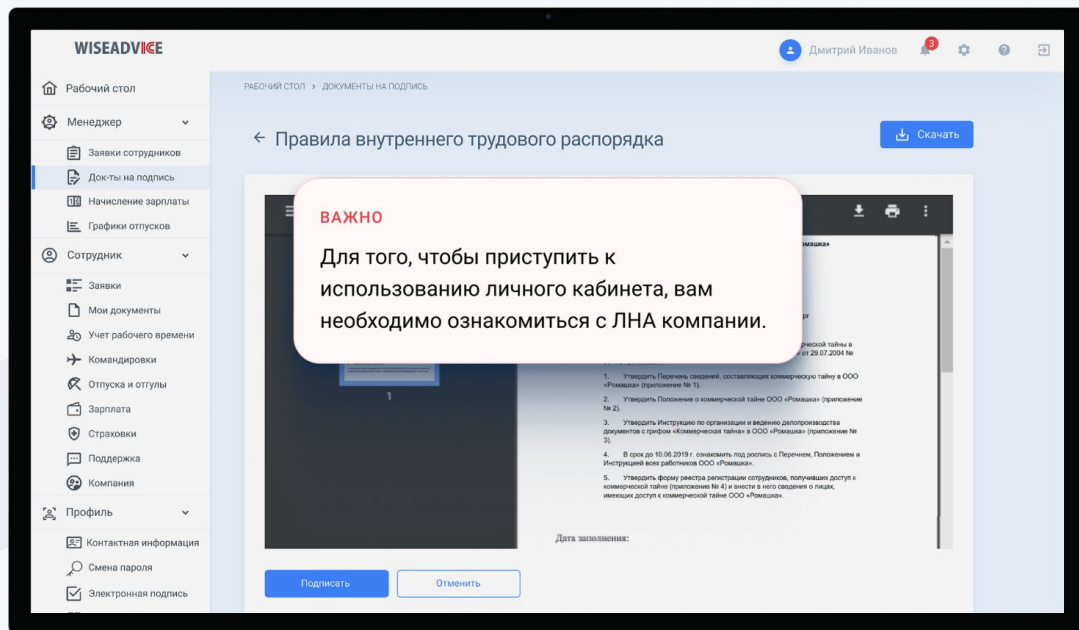 WISEADVICE
Дмитрий Иванов
3
Рабочий стол
Менеджер
Заявки сотрудников
Док-ты на подпись
Начисление зарплаты
Графики отпусков
Сотрудник
Заявки
Мои документы
Учет рабочего времени
Командировки
Отпуска и отгулы
Зарплата
Страховки
Поддержка
Компания
Профиль
Контактная информация
Смена пароля
Электронная подпись
РАБОЧИЙ СТОЛ > ДОКУМЕНТЫ НА ПОДПИСЬ
← Правила внутреннего трудового распорядка
Скачать
ВАЖНО
Для того, чтобы приступить к
использованию личного кабинета, вам
необходимо ознакомиться с ЛНА компании.
1
тайны в
от 29.07.2004 №
1. Утвердить Перечень сведений, составляющих коммерческую тайну в ООО
«Ромашка» (приложение № 1).
2. Утвердить Положение о коммерческой тайне ООО «Ромашка» (приложение
№ 2).
3. Утвердить Инструкцию по организации и ведению делопроизводства
документов с грифом «Коммерческая тайна» в ООО «Ромашка» (приложение №
3).
4. В срок до 10.06.2019 г. ознакомить под роспись с Перечнем, Положением и
Инструкцией всех работников ООО «Ромашка».
5. Утвердить форму реестра регистрации сотрудников, получивших доступ к
коммерческой тайне (приложение № 4) и внести в него сведения о лицах,
имеющих доступ к коммерческой тайне ООО «Ромашка».
Дата заполнения:
Подписать
Отменить